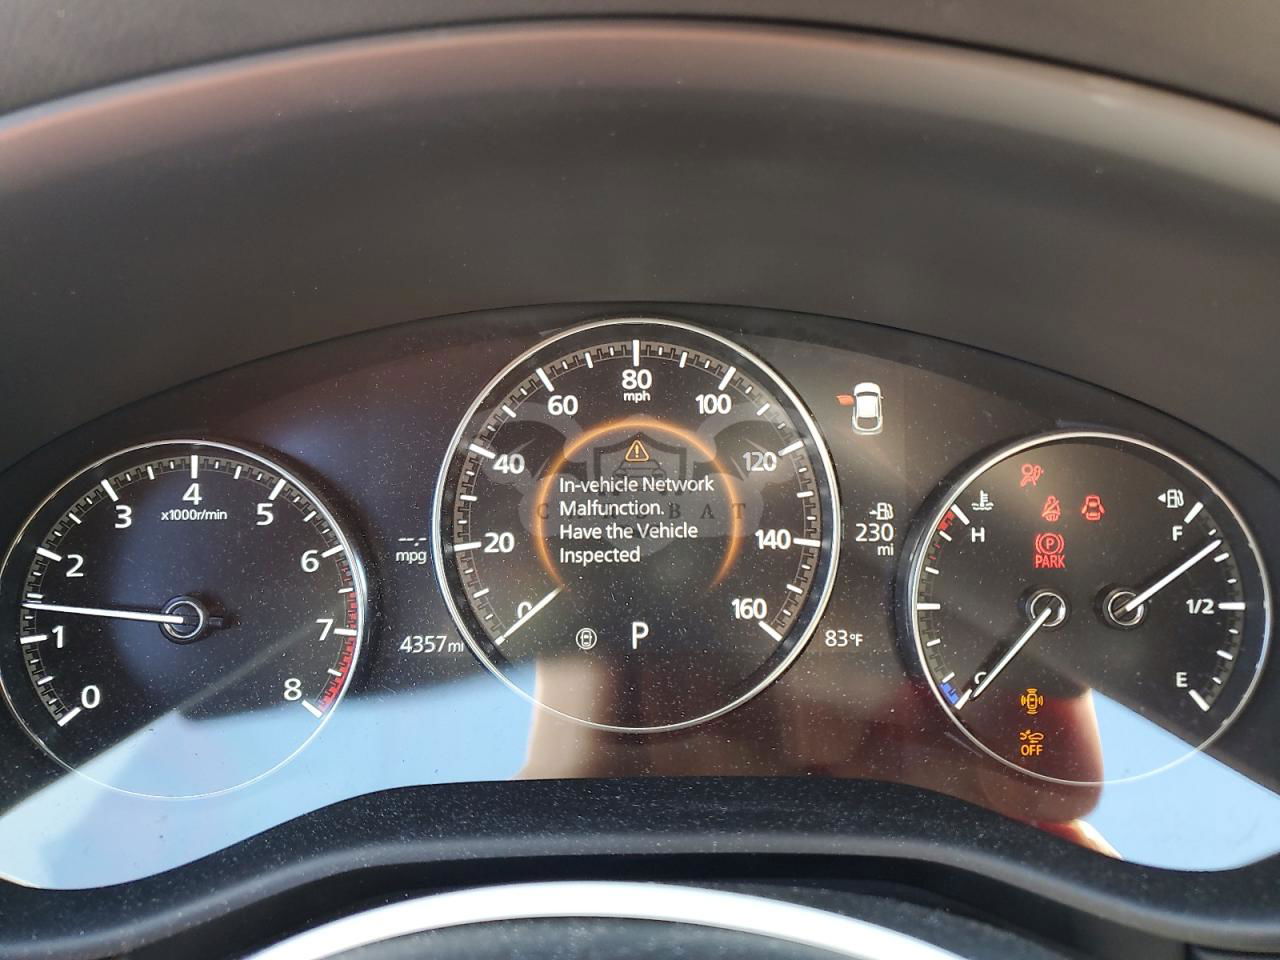 0
1
2
3
4
x1000r/min
5
6
7
8
--.-
mpg
4357mi
0
20
40
60
80
mph
100
120
140
160
In-vehicle Network
Malfunction.
Have the Vehicle
Inspected
P
230
mi
83°F
H
C
P
PARK
OFF
F
1/2
E